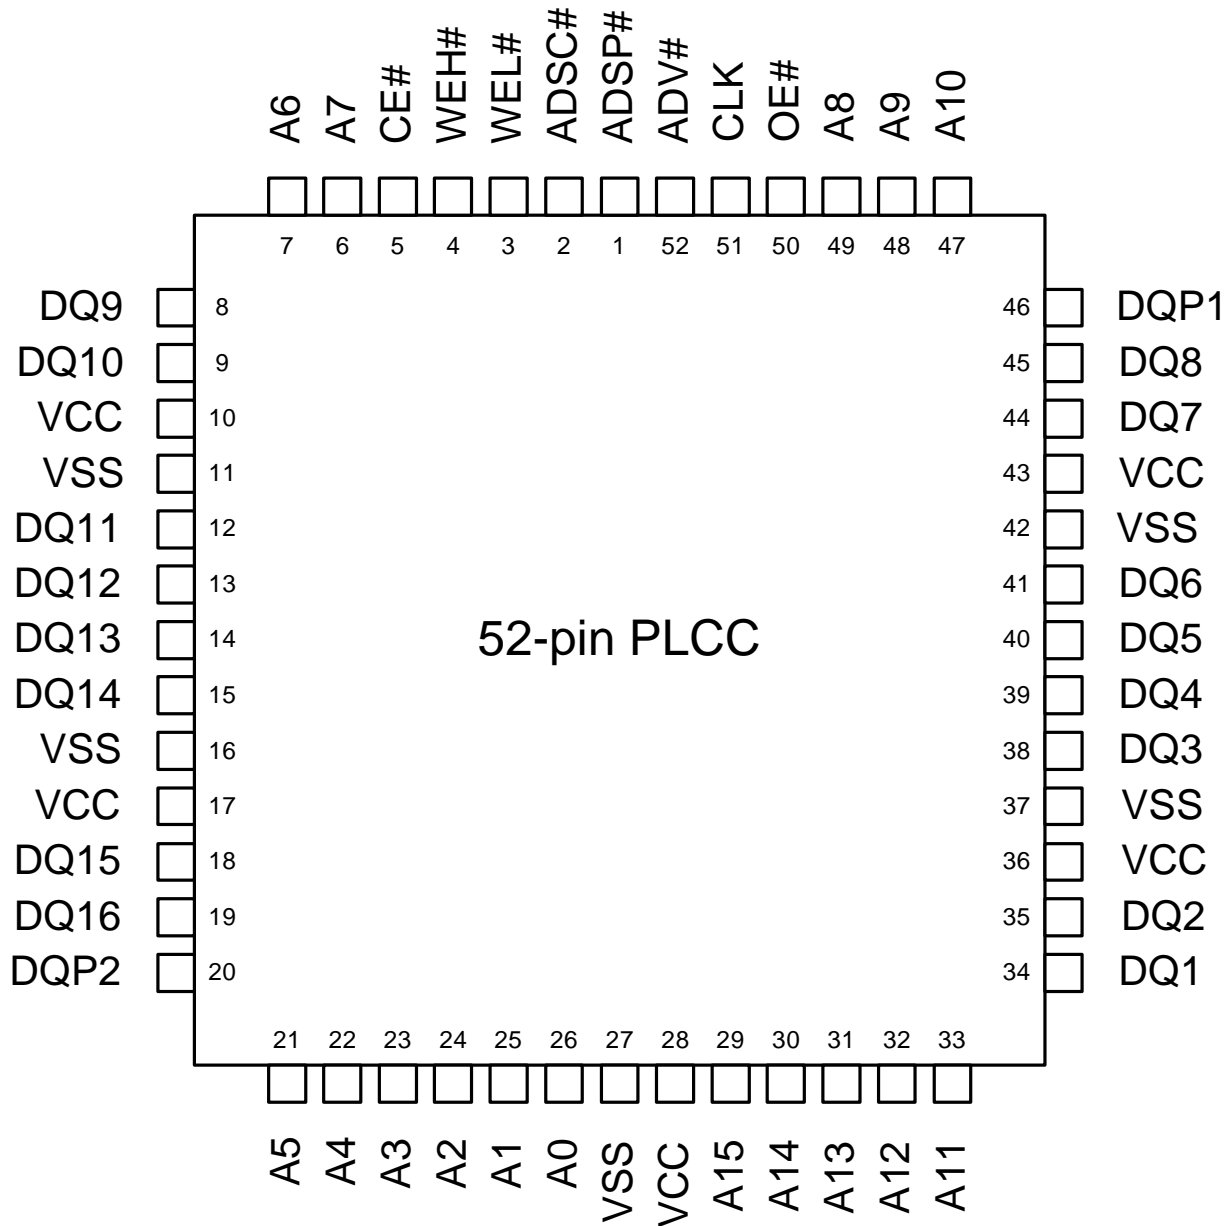 A6 A7 CE# WEH# WEL# ADSC# ADSP# ADV# CLK OE# A8 A9 A10
7 6 5 4 3 2 1 52 51 50 49 48 47
DQ9 8 46 DQP1
DQ10 9 45 DQ8
VCC 10 44 DQ7
VSS 11 43 VCC
DQ11 12 42 VSS
DQ12 13 41 DQ6
DQ13 14 52-pin PLCC 40 DQ5
DQ14 15 39 DQ4
VSS 16 38 DQ3
VCC 17 37 VSS
DQ15 18 36 VCC
DQ16 19 35 DQ2
DQP2 20 34 DQ1
21 22 23 24 25 26 27 28 29 30 31 32 33
A5 A4 A3 A2 A1 A0 VSS VCC A15 A14 A13 A12 A11